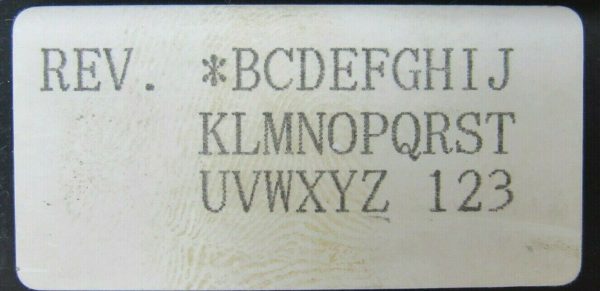 REV. *BCDEFGHIJ
KLMNOPQRST
UVWXYZ 123